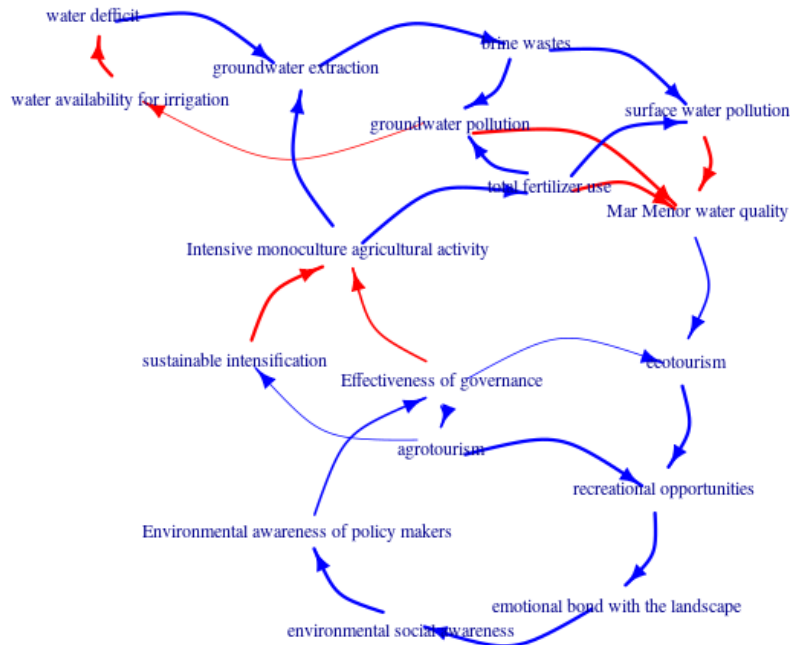 water defficit
brine wastes
groundwater extraction
water availability for irrigation
surface water pollution
groundwater pollution
total fertilizer use
Mar Menor water quality
Intensive monoculture agricultural activity
sustainable intensification
ecotourism
Effectiveness of governance
agrotourism
recreational opportunities
Environmental awareness of policy makers
emotional bond with the landscape
environmental social awareness